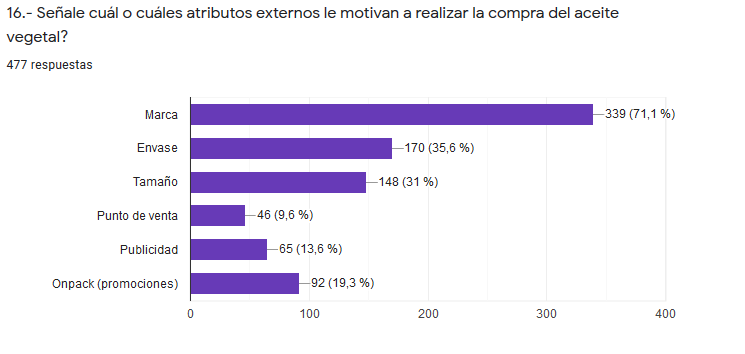 16.- Señale cuál o cuáles atributos externos le motivan a realizar la compra del aceite
vegetal?
477 respuestas
Marca
339 (71,1 %)
Envase
170 (35,6 %)
Tamaño
148 (31 %)
Punto de venta
46 (9,6 %)
Publicidad
65 (13,6 %)
Onpack (promociones)
92 (19,3 %)
0 100 200 300 400